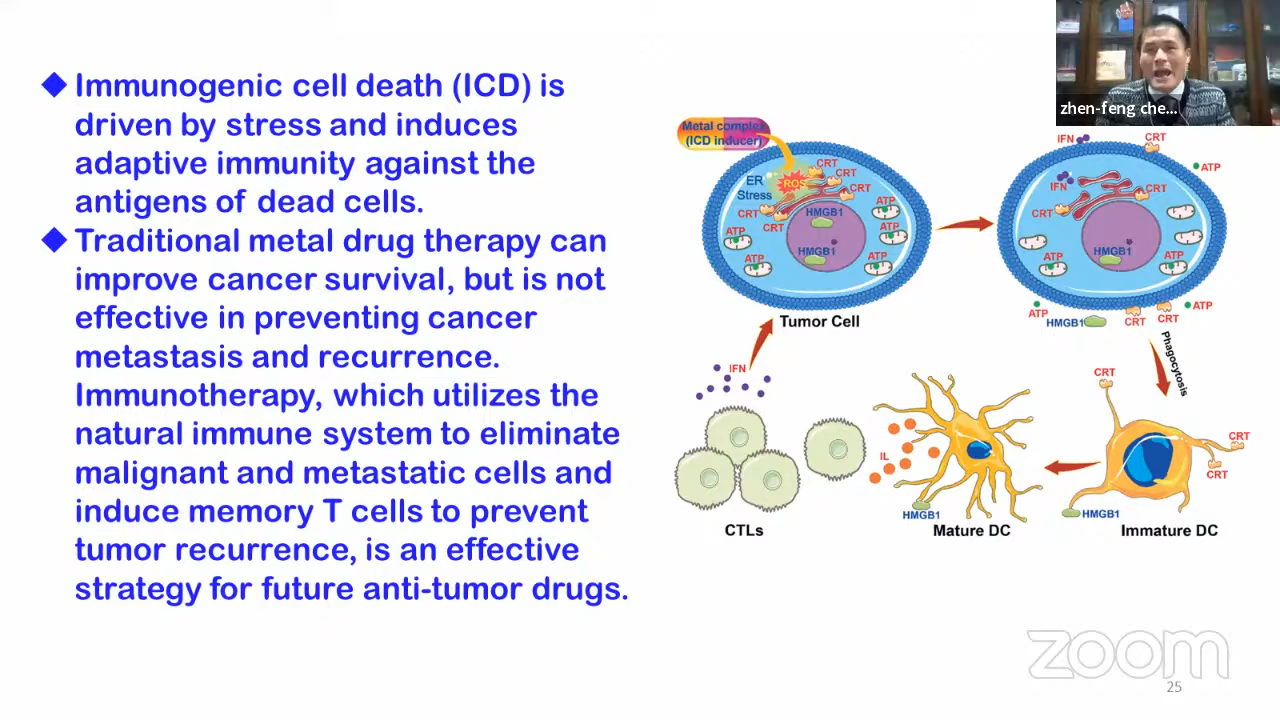 ◆ Immunogenic cell death (ICD) is
driven by stress and induces
adaptive immunity against the
antigens of dead cells.
◆ Traditional metal drug therapy can
improve cancer survival, but is not
effective in preventing cancer
metastasis and recurrence.
Immunotherapy, which utilizes the
natural immune system to eliminate
malignant and metastatic cells and
induce memory T cells to prevent
tumor recurrence, is an effective
strategy for future anti-tumor drugs.
zhen-feng che...
Metal complex
(ICD inducer)
ER
Stress
ROS
CRT
CRT
CRT
CRT
CRT
HMGB1
HMGB1
ATP
ATP
ATP
ATP
ATP
ATP
Tumor Cell
IFN
CRT
ATP
IFN
CRT
CRT
HMGB1
ATP
ATP
ATP
HMGB1
CRT
CRT
ATP
Phagocytosis
CRT
CRT
CRT
HMGB1
Immature DC
IL
HMGB1
Mature DC
IFN
CTLs
zoom
25